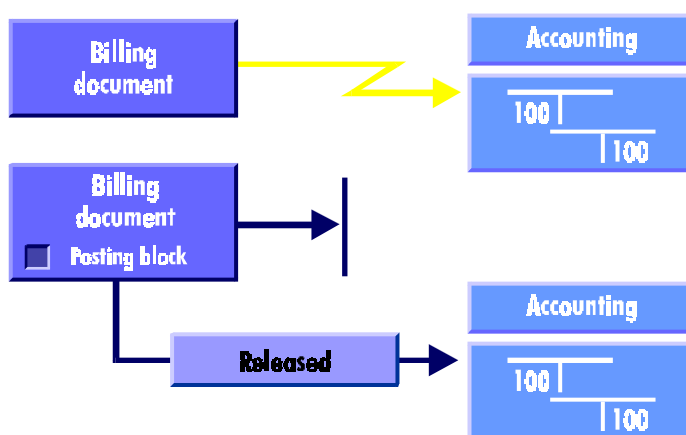 Billing
document
Accounting
100
100
Billing
document
Posting block
Released
Accounting
100
100